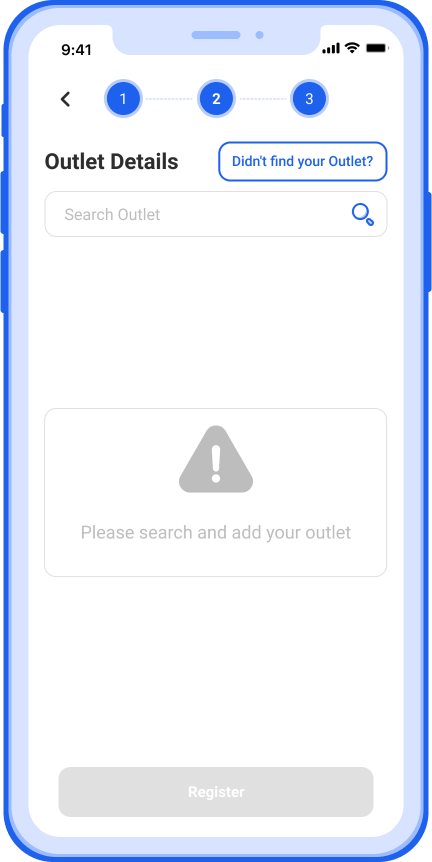 9:41
1 2 3
Outlet Details
Didn't find your Outlet?
Search Outlet
Please search and add your outlet
Register